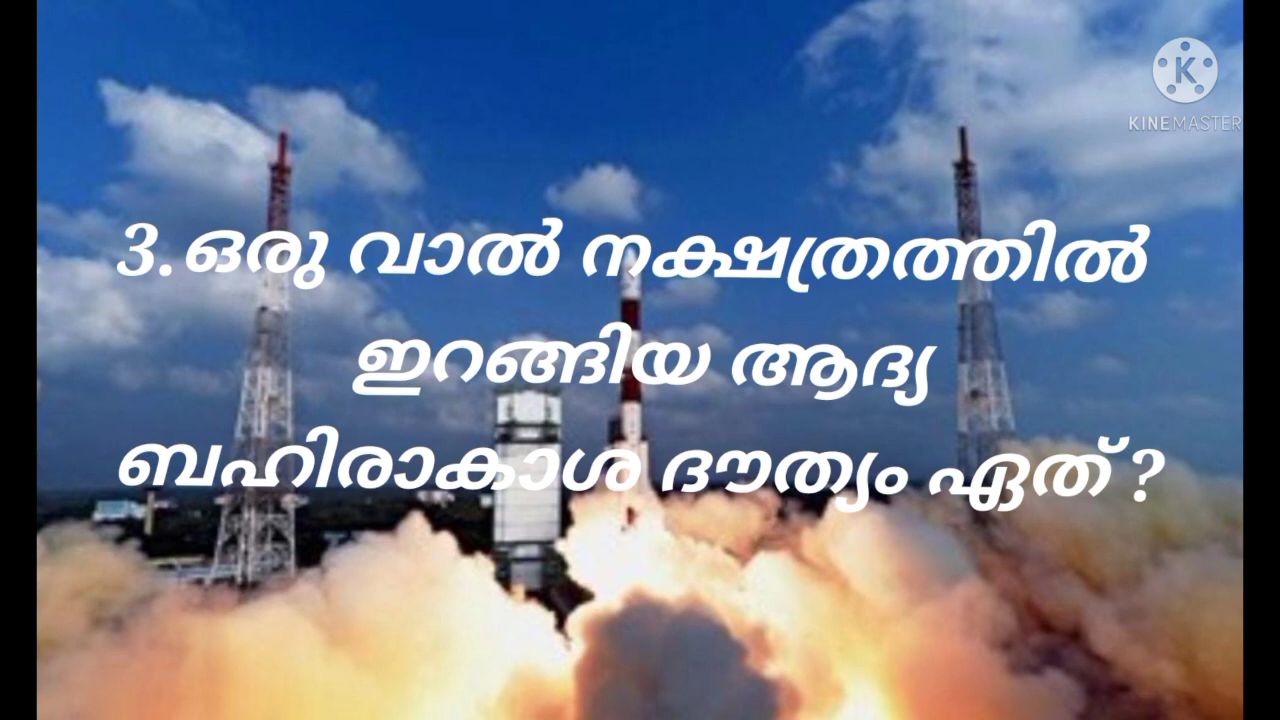 KINEMASTER
3. ഒരു വാൽ നക്ഷത്രത്തിൽ
ഇറങ്ങിയ ആദ്യ
ബഹിരാകാശ ദൗത്യം ഏത് ?